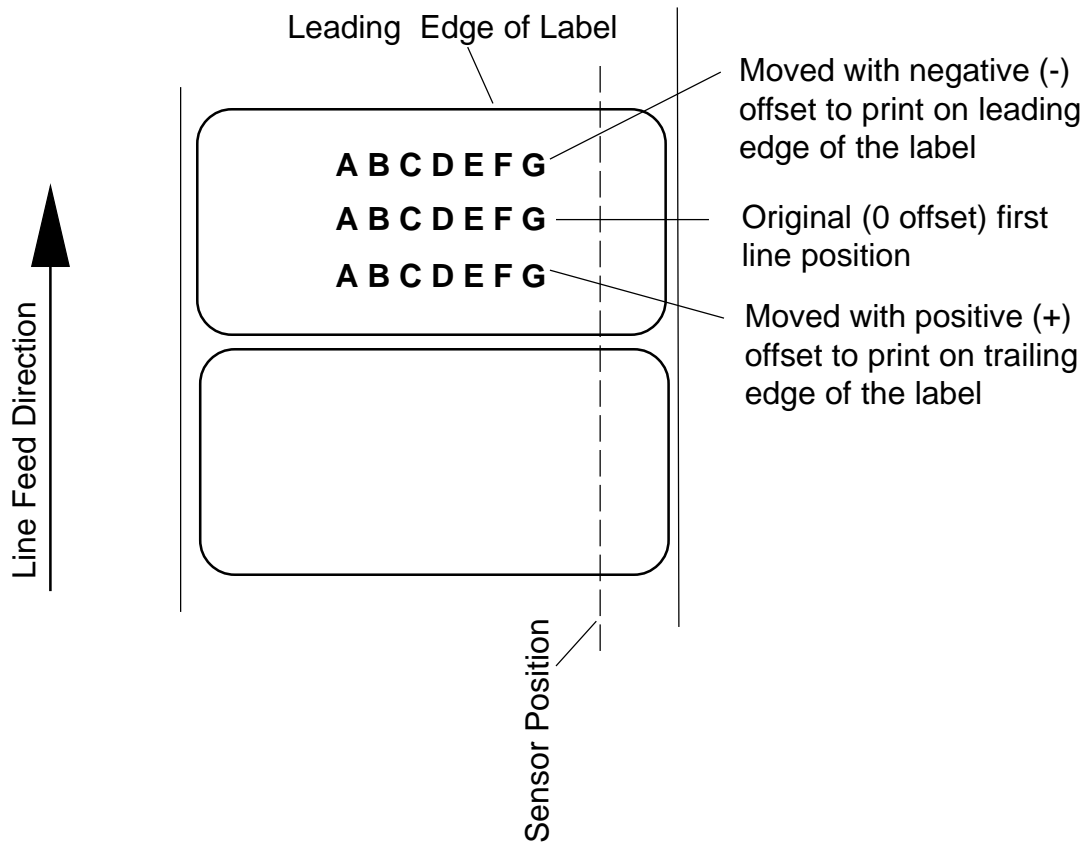 Leading Edge of Label
Moved with negative (-)
offset to print on leading
edge of the label
A B C D E F G
A B C D E F G
Original (0 offset) first
line position
A B C D E F G
Moved with positive (+)
offset to print on trailing
edge of the label
Line Feed Direction
Sensor Position